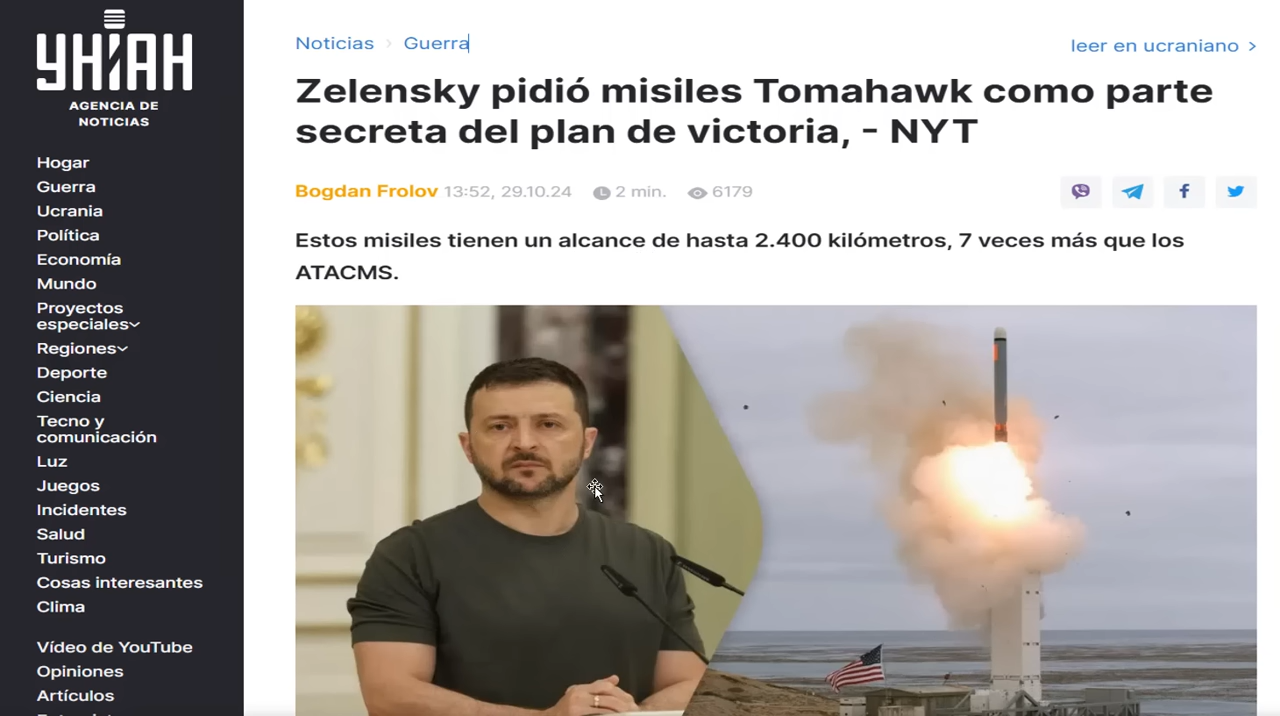 УНІАН
AGENCIA DE
NOTICIAS
Hogar
Guerra
Ucrania
Política
Economía
Mundo
Proyectos
especiales
Regiones
Deporte
Ciencia
Tecno y
comunicación
Luz
Juegos
Incidentes
Salud
Turismo
Cosas interesantes
Clima
Vídeo de YouTube
Opiniones
Artículos
Noticias › Guerra
leer en ucraniano >
Zelensky pidió misiles Tomahawk como parte
secreta del plan de victoria, - NYT
Bogdan Frolov 13:52, 29.10.24 2 min. 6179
Estos misiles tienen un alcance de hasta 2.400 kilómetros, 7 veces más que los
ATACMS.